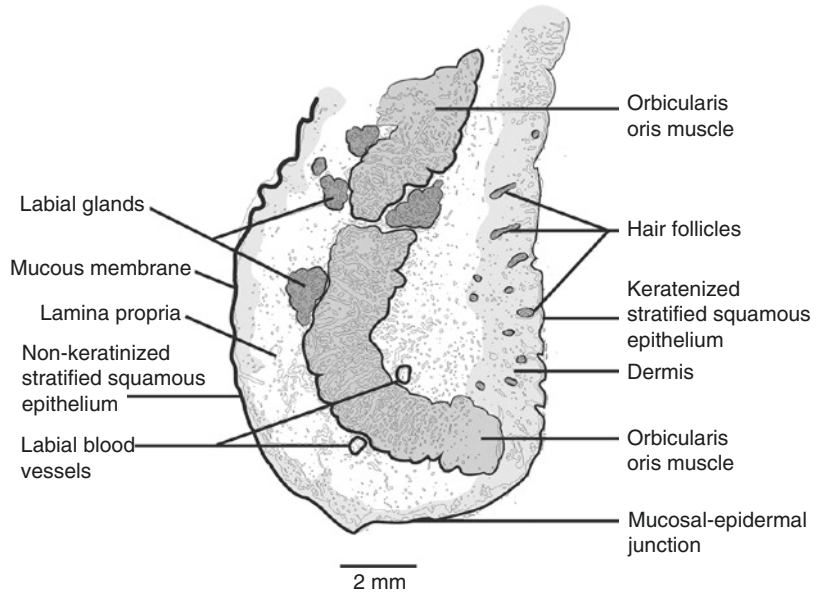 Labial glands
Mucous membrane
Lamina propria
Non-keratinized
stratified squamous
epithelium
Labial blood
vessels
Orbicularis
oris muscle
Hair follicles
Keratenized
stratified squamous
epithelium
Dermis
Orbicularis
oris muscle
Mucosal-epidermal
junction
2 mm